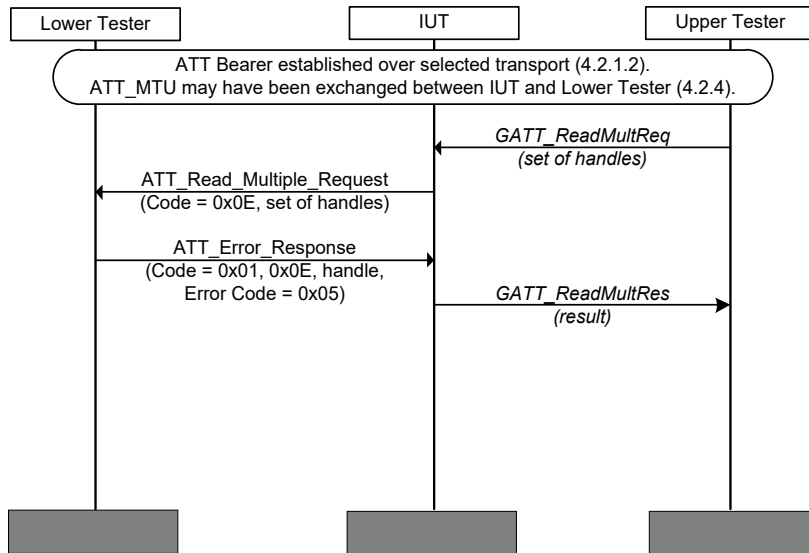 Lower Tester
IUT
Upper Tester
ATT Bearer established over selected transport (4.2.1.2).
ATT_MTU may have been exchanged between IUT and Lower Tester (4.2.4).
GATT_ReadMultReq
(set of handles)
ATT_Read_Multiple_Request
(Code = 0x0E, set of handles)
ATT_Error_Response
(Code = 0x01, 0x0E, handle,
Error Code = 0x05)
GATT_ReadMultRes
(result)